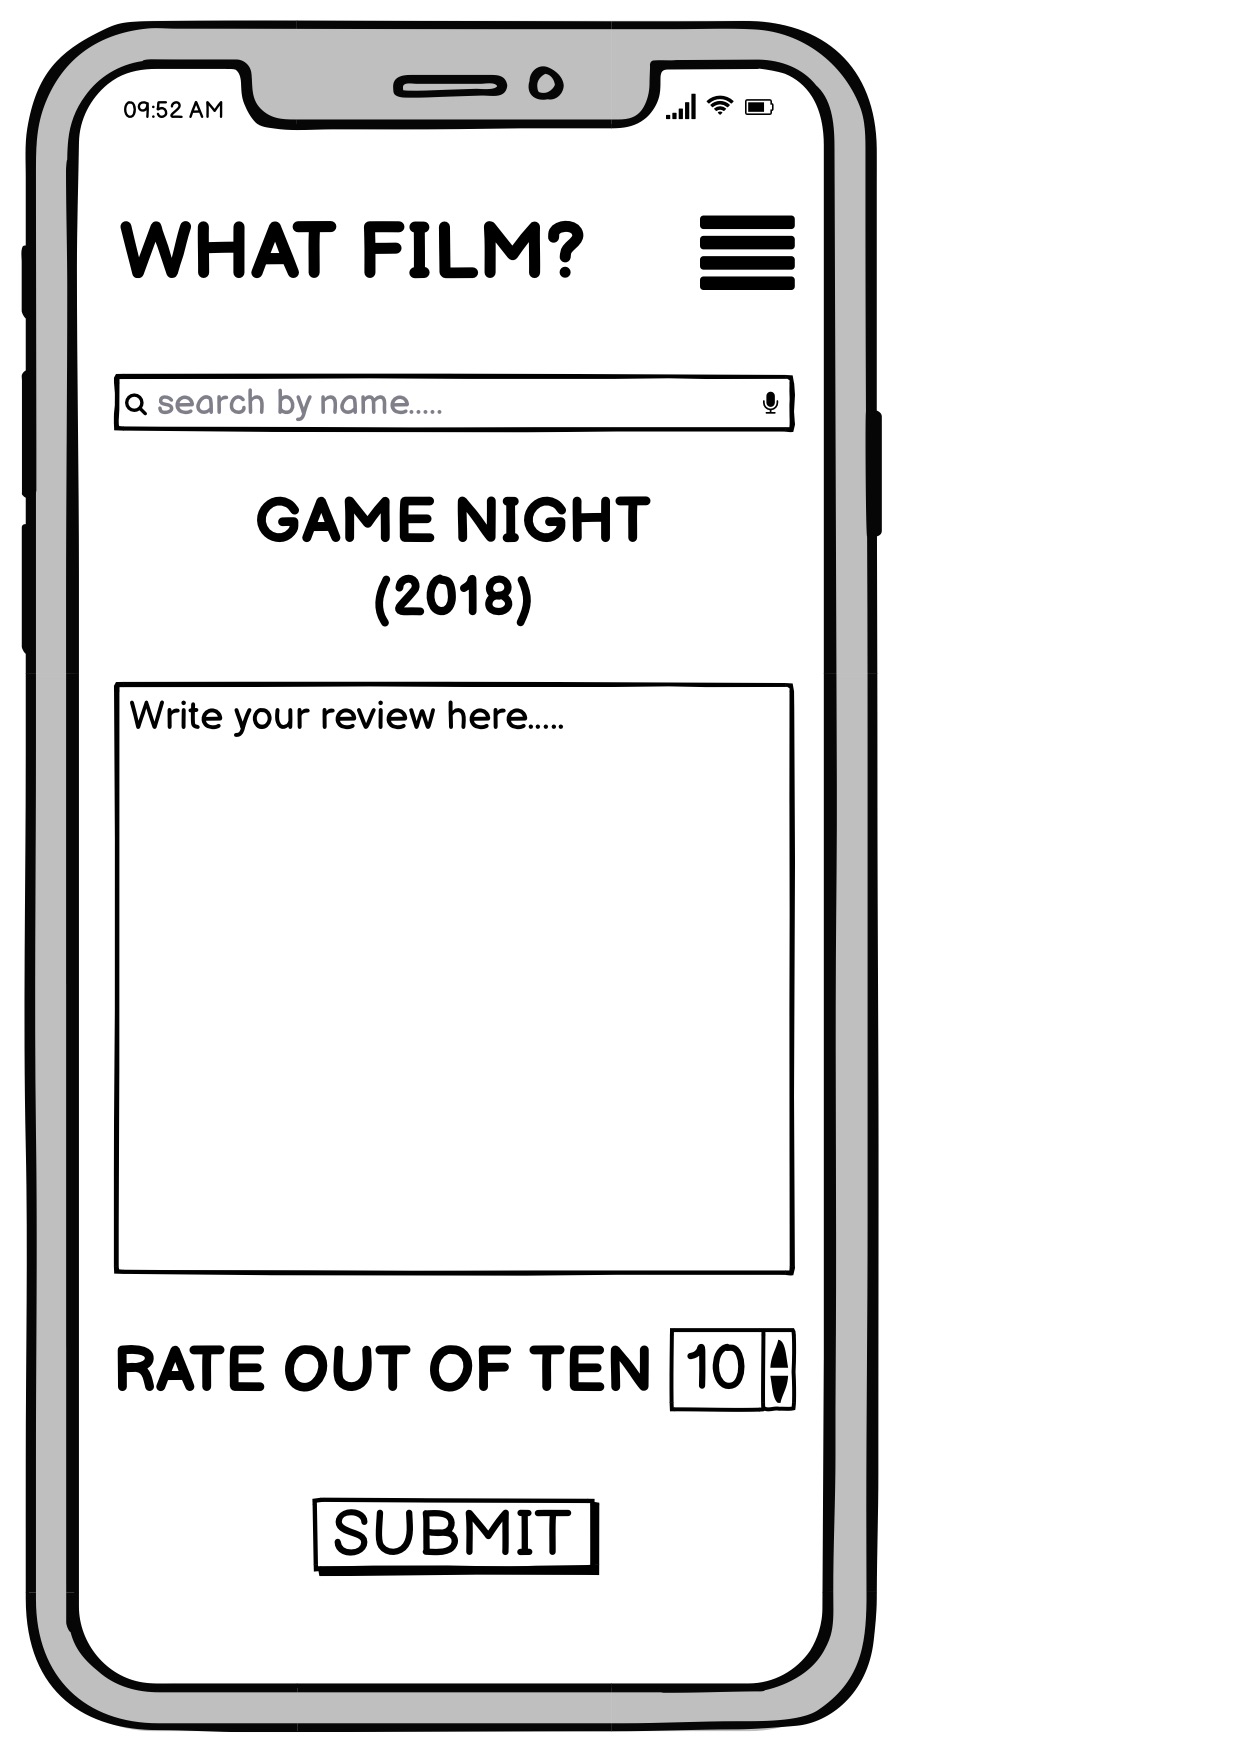 09:52 AM
WHAT FILM?
search by name.....
GAME NIGHT
(2018)
Write your review here.....
RATE OUT OF TEN 10
SUBMIT